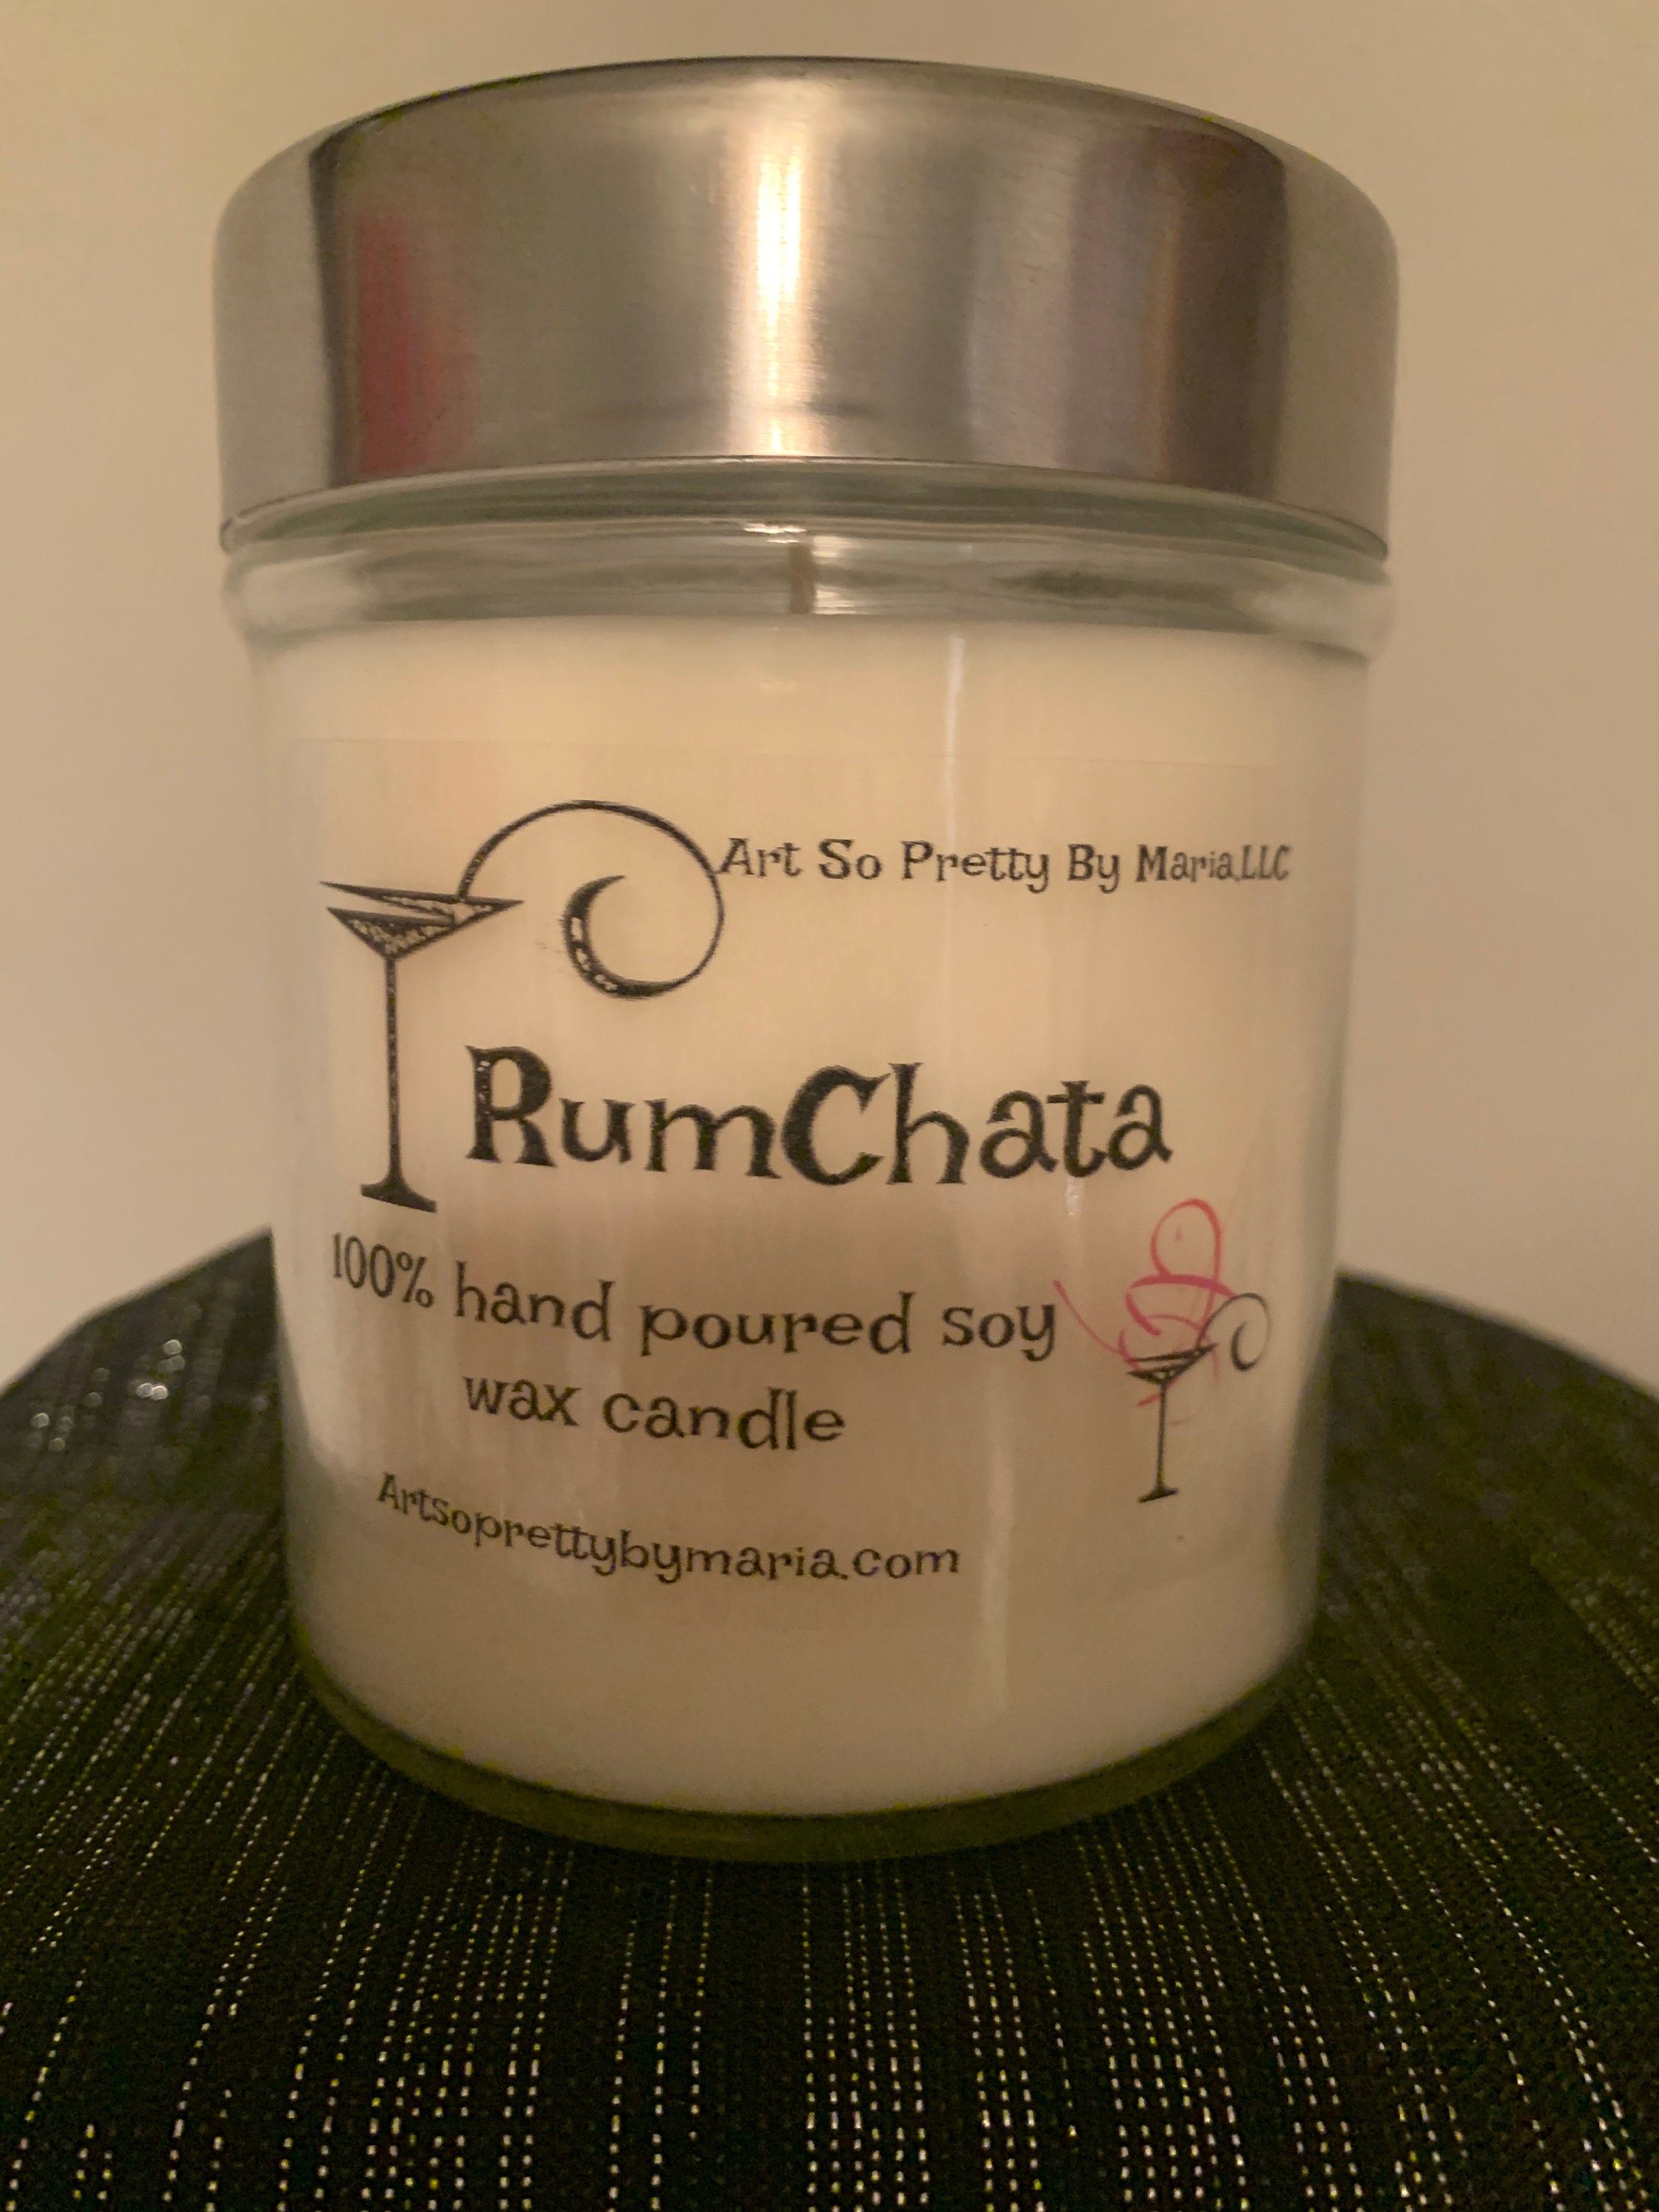 Art So Pretty By Maria,LLC
RumChata
100% hand poured soy
wax candle
Artsoprettybymaria.com